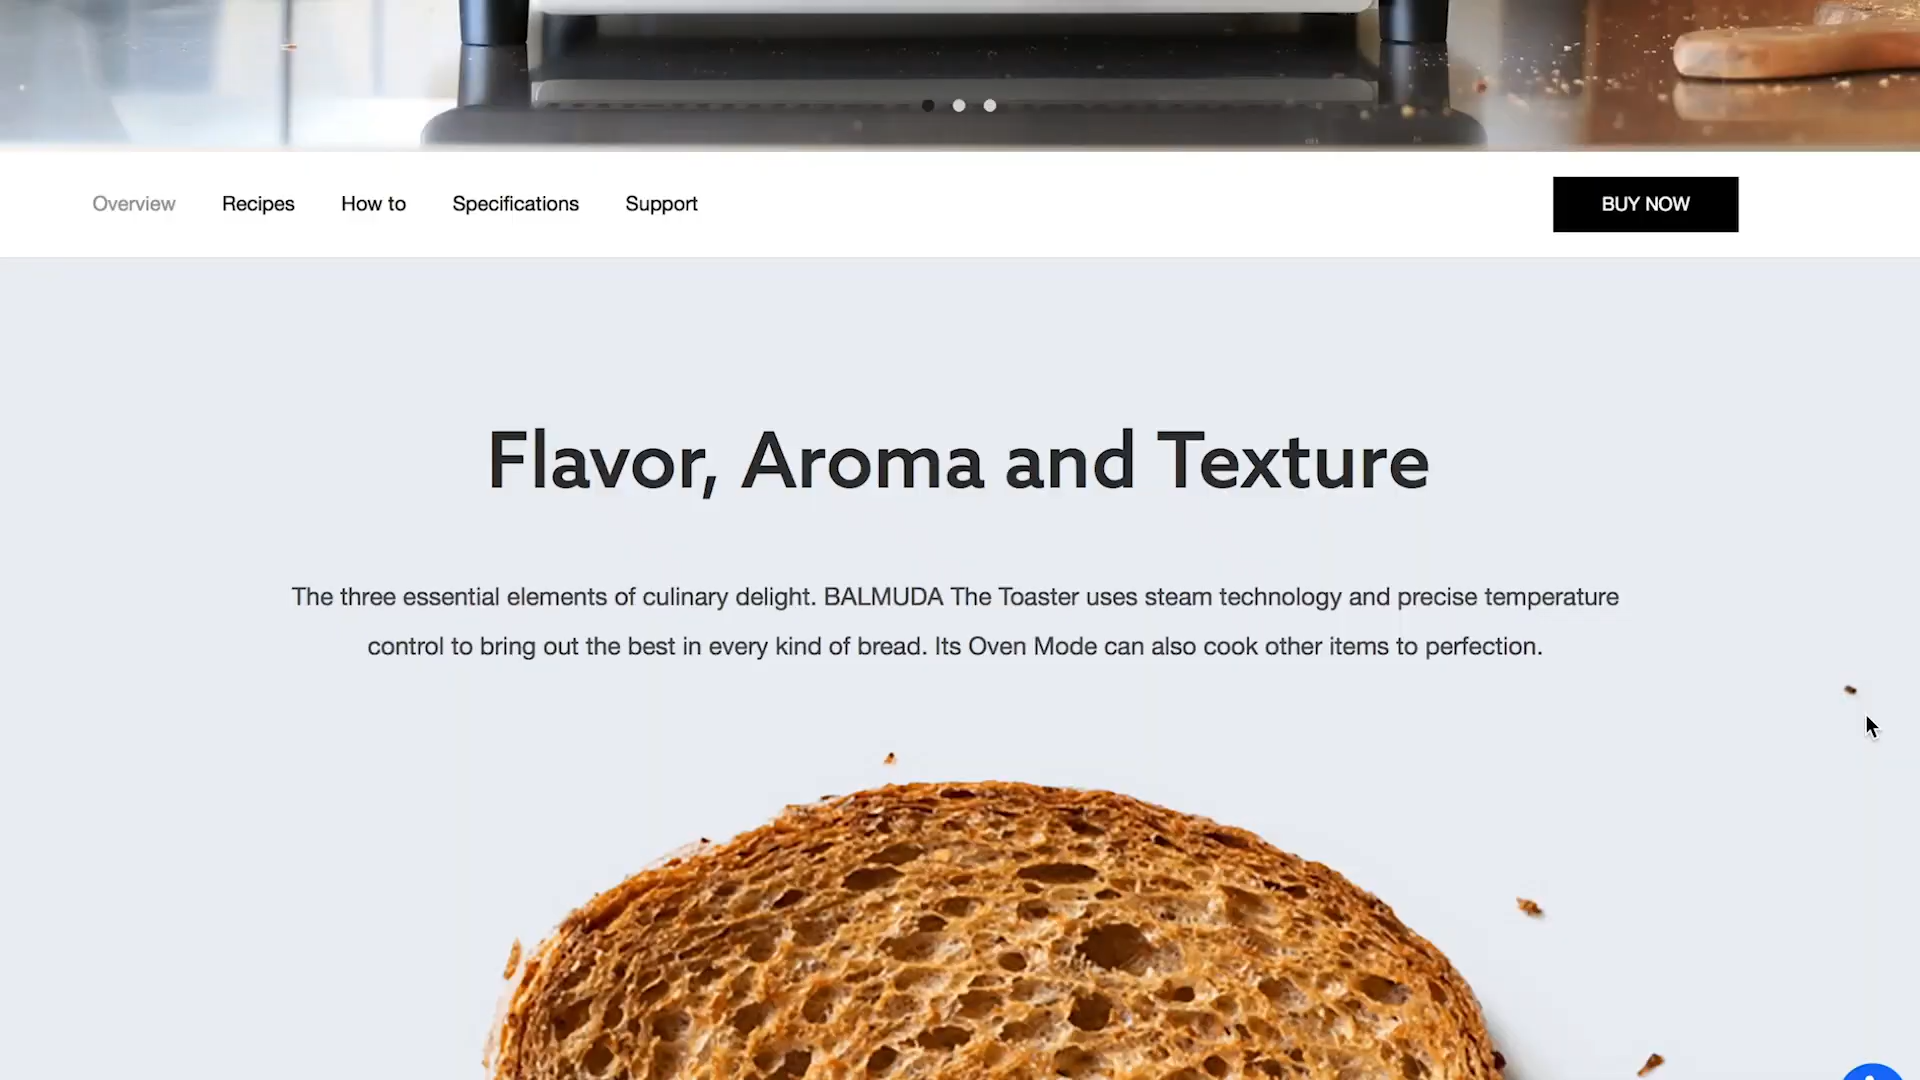 Overview Recipes How to Specifications Support BUY NOW
Flavor, Aroma and Texture
The three essential elements of culinary delight. BALMUDA The Toaster uses steam technology and precise temperature
control to bring out the best in every kind of bread. Its Oven Mode can also cook other items to perfection.